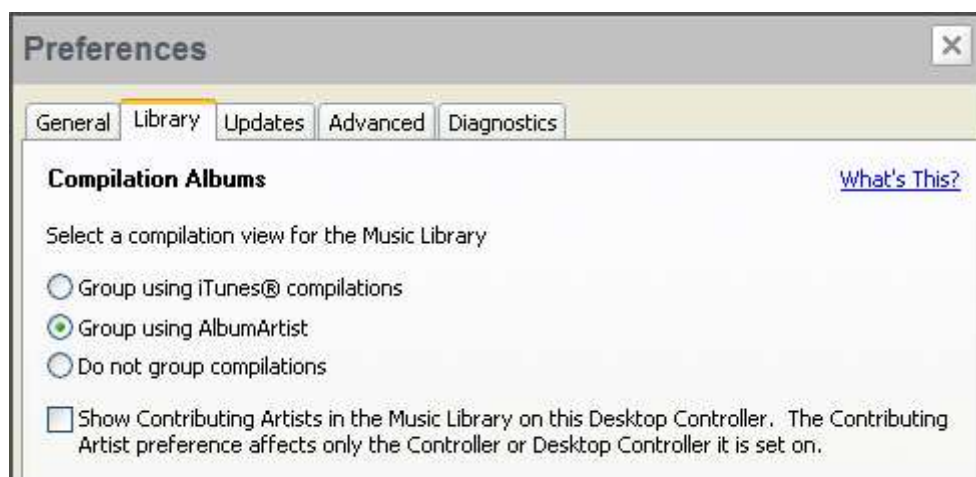 Preferences
General Library Updates Advanced Diagnostics
Compilation Albums What's This?
Select a compilation view for the Music Library
Group using iTunes® compilations
Group using AlbumArtist
Do not group compilations
Show Contributing Artists in the Music Library on this Desktop Controller. The Contributing
Artist preference affects only the Controller or Desktop Controller it is set on.